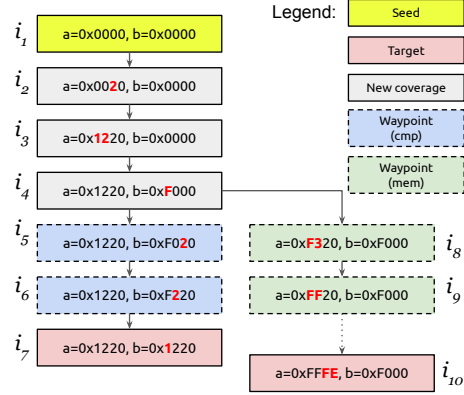 Legend:
Seed
Target
New coverage
Waypoint
(cmp)
Waypoint
(mem)
i1
a=0x0000, b=0x0000
i2
a=0x0020, b=0x0000
i3
a=0x1220, b=0x0000
i4
a=0x1220, b=0xF000
i5
a=0x1220, b=0xF020
i6
a=0x1220, b=0xF220
i7
a=0x1220, b=0x1220
a=0xF320, b=0xF000
i8
a=0xFF20, b=0xF000
i9
a=0xFFFE, b=0xF000
i10